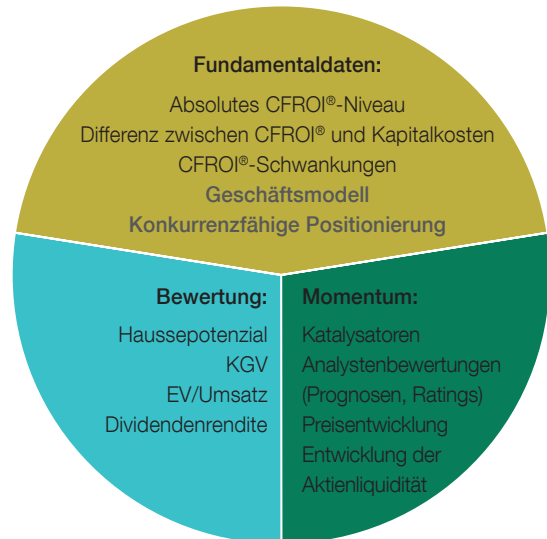 Fundamentaldaten:
Absolutes CFROI®-Niveau
Differenz zwischen CFROI® und Kapitalkosten
CFROI®-Schwankungen
Geschäftsmodell
Konkurrenzfähige Positionierung
Bewertung:
Haussepotenzial
KGV
EV/Umsatz
Dividendenrendite
Momentum:
Katalysatoren
Analystenbewertungen
(Prognosen, Ratings)
Preisentwicklung
Entwicklung der
Aktienliquidität